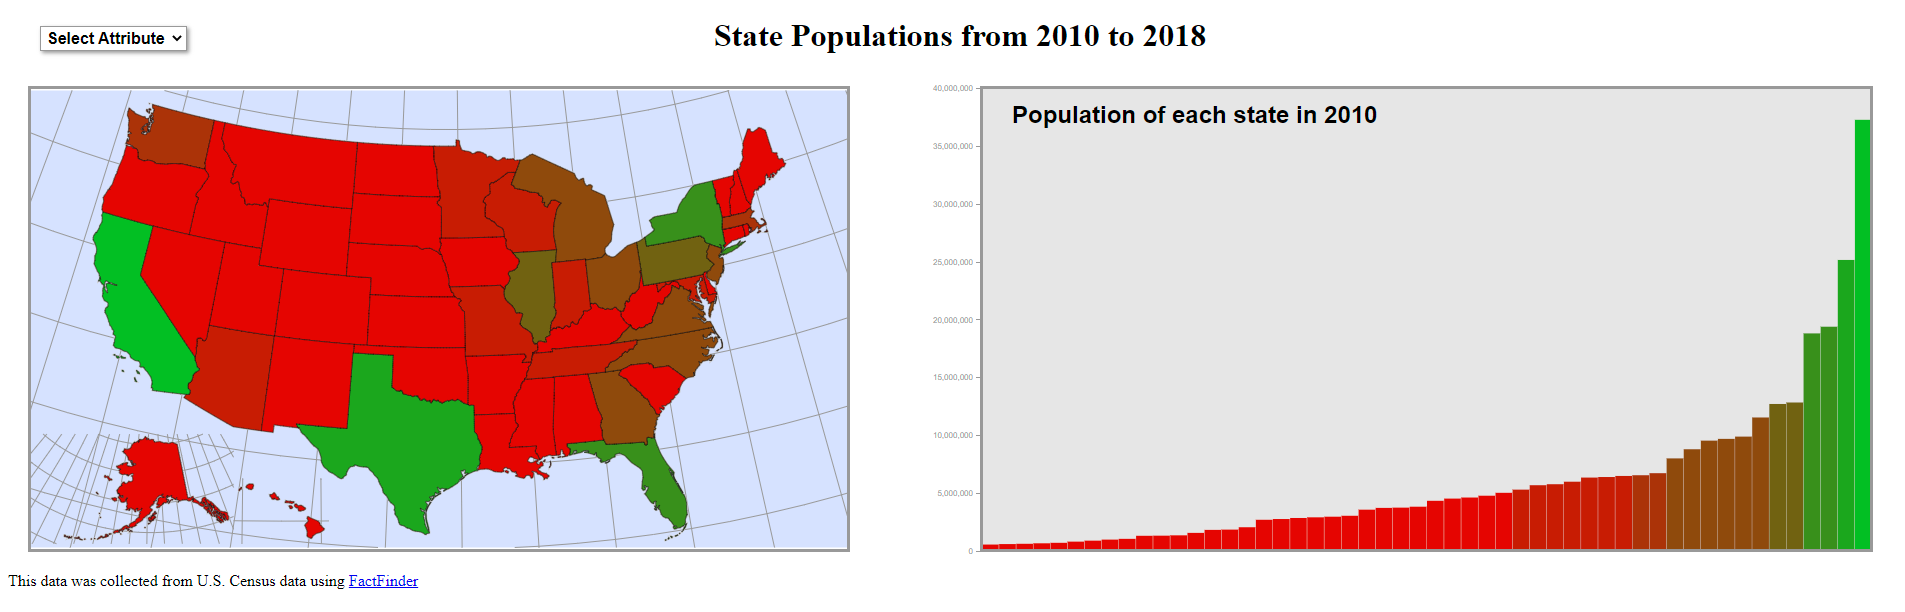 Select Attribute
State Populations from 2010 to 2018
Population of each state in 2010
40,000,000
35,000,000
30,000,000
25,000,000
20,000,000
15,000,000
10,000,000
5,000,000
0
This data was collected from U.S. Census data using FactFinder